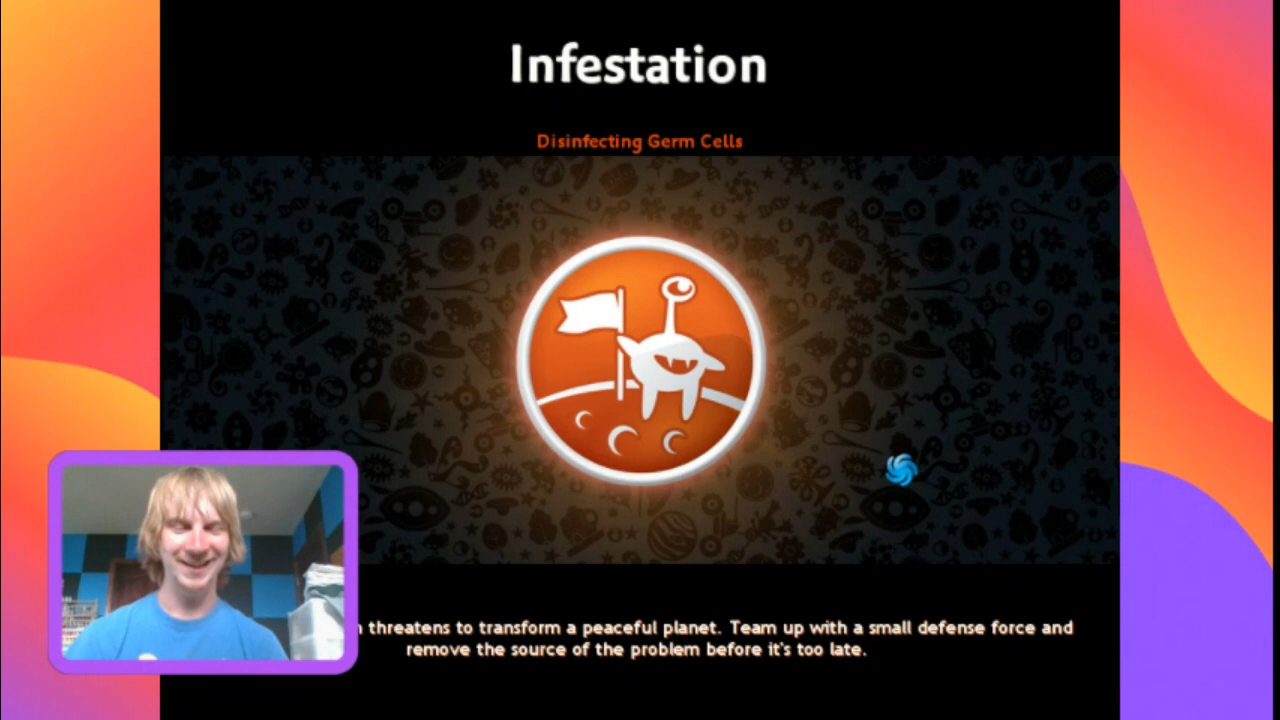 Infestation
Disinfecting Germ Cells
threatens to transform a peaceful planet. Team up with a small defense force and
remove the source of the problem before it's too late.